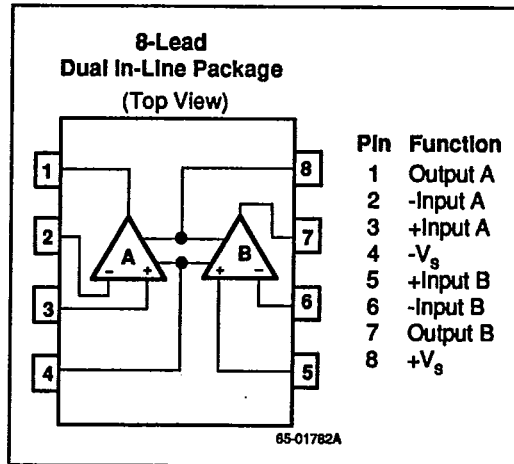 8-Lead
Dual In-Line Package
(Top View)
1
2
3
4
8
7
6
5
A
- +
B
+ -
Pin Function
1 Output A
2 -Input A
3 +Input A
4 -Vs
5 +Input B
6 -Input B
7 Output B
8 +Vs
65-01782A